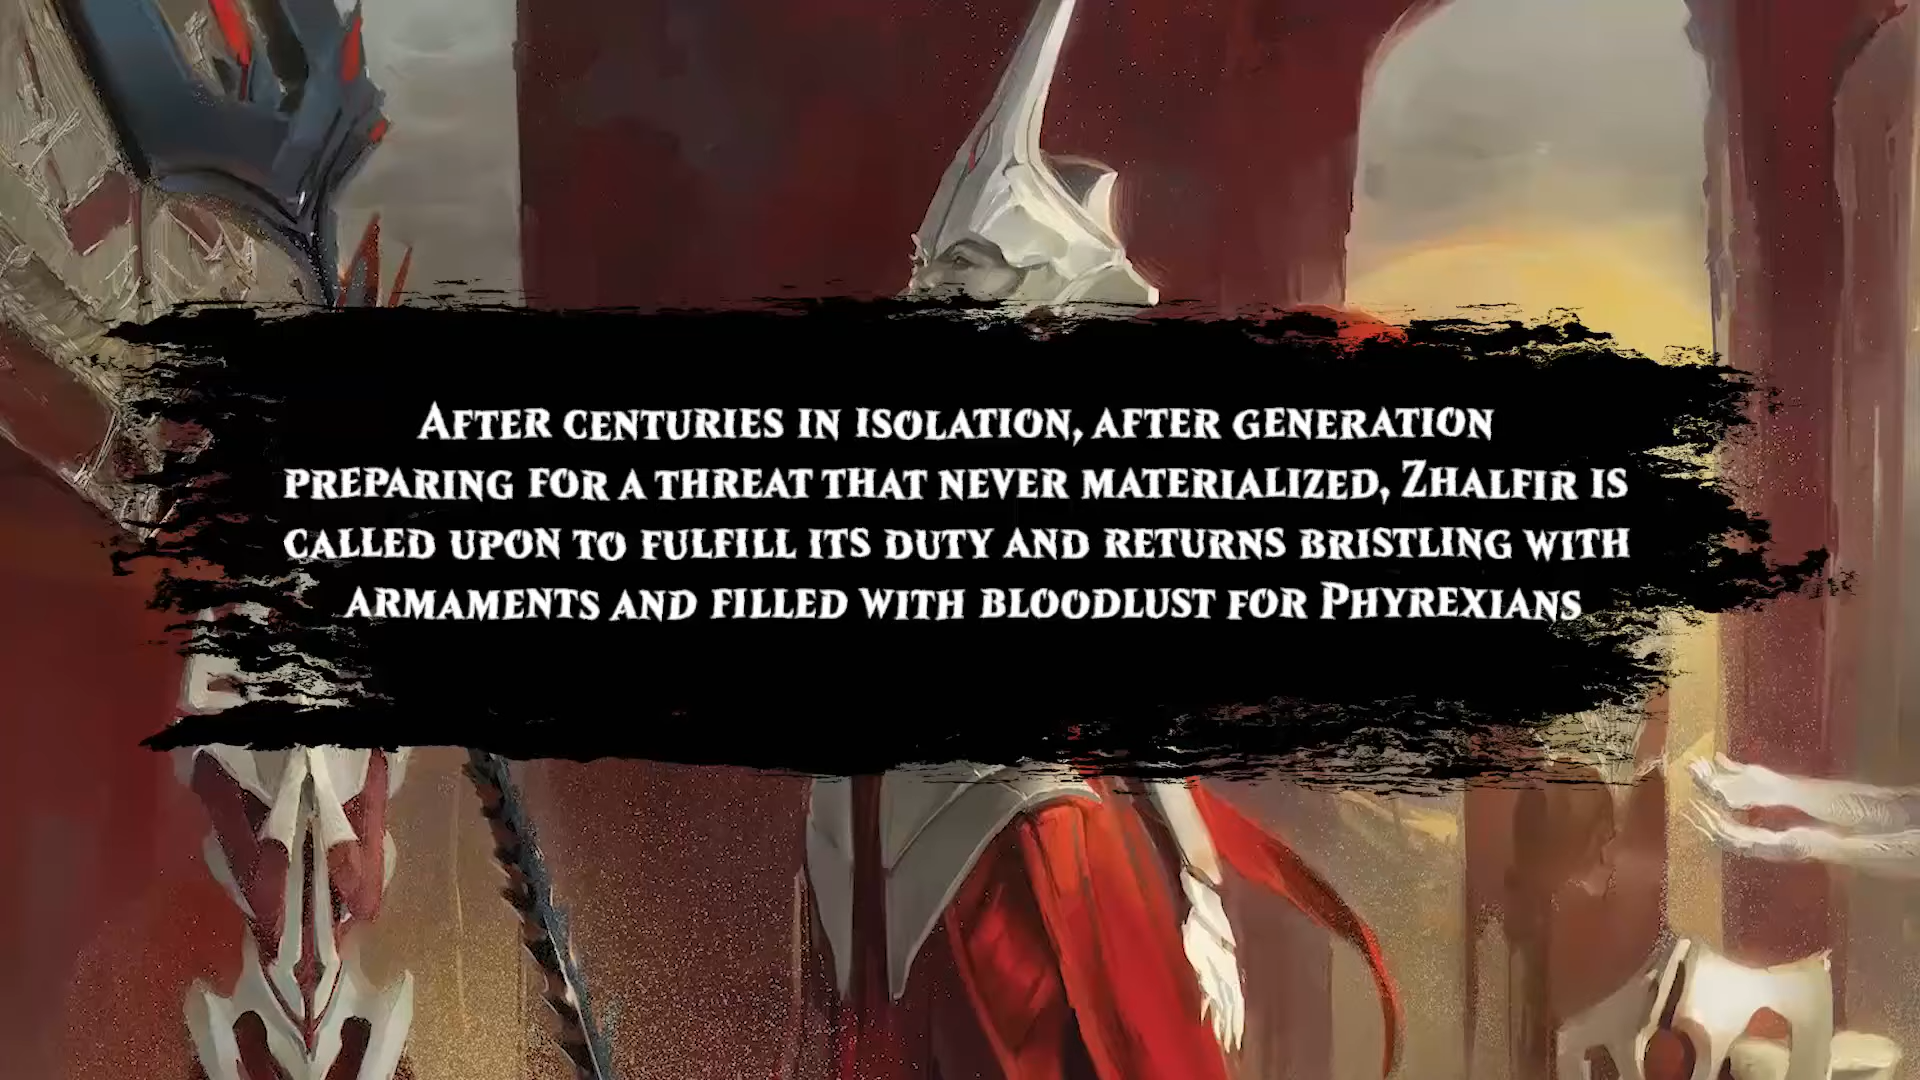 After centuries in isolation, after generation
preparing for a threat that never materialized, Zhalfir is
called upon to fulfill its duty and returns bristling with
armaments and filled with bloodlust for Phyrexians